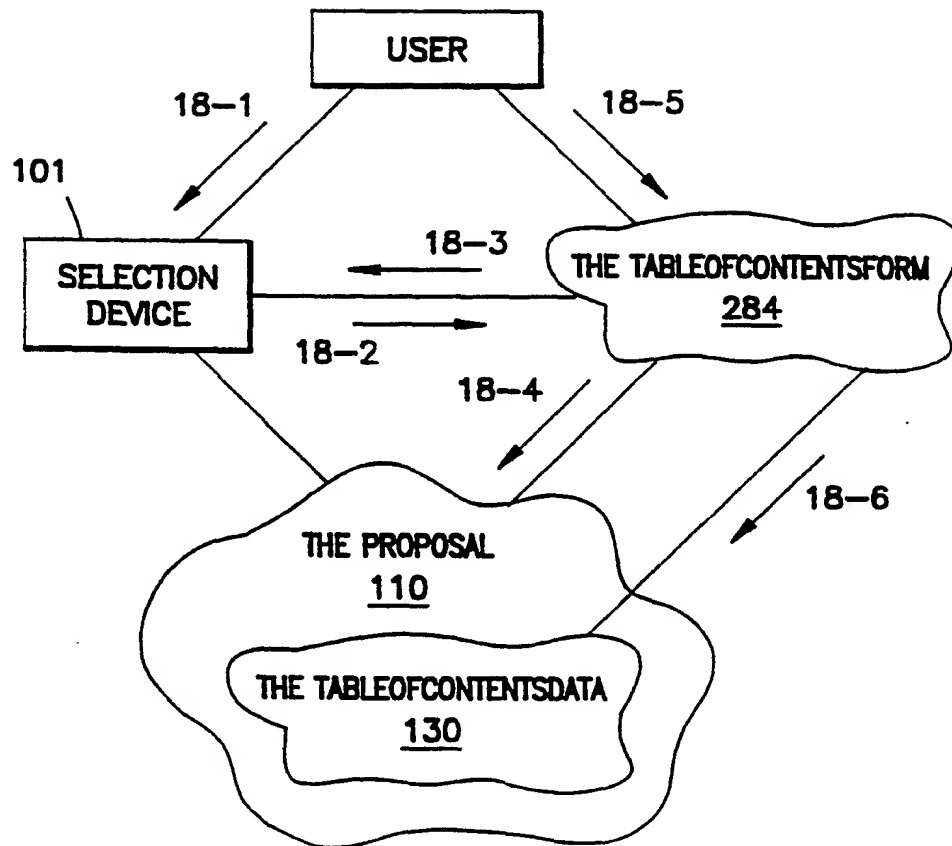 USER
18-1
18-5
101
SELECTION
DEVICE
18-3
THE TABLEOFCONTENTSFORM
284
18-2
18-4
18-6
THE PROPOSAL
110
THE TABLEOFCONTENTSDATA
130